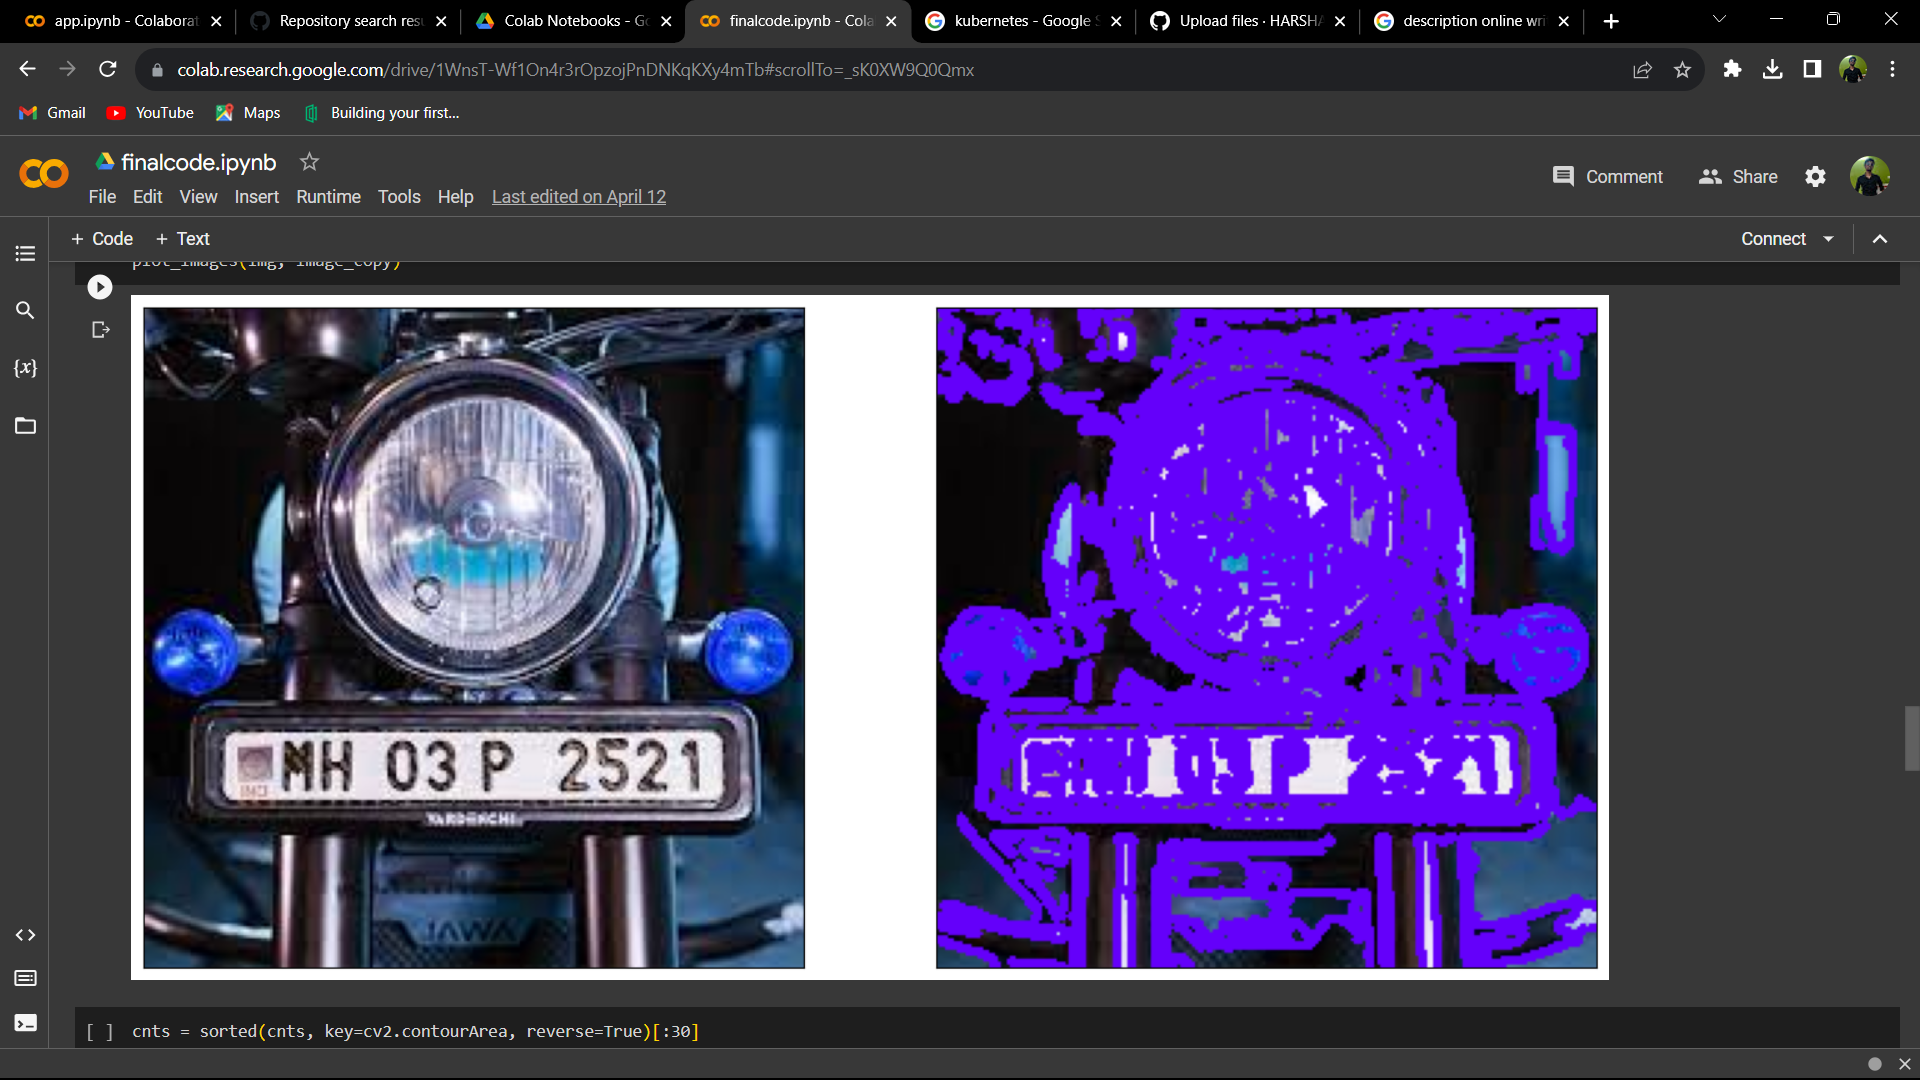 app.ipynb - Colaborat
Repository search resu
Colab Notebooks - Go
finalcode.ipynb - Cola
kubernetes - Google S
Upload files · HARSHA
description online wri
colab.research.google.com/drive/1WnsT-Wf1On4r3rOpzojPnDNKqKXy4mTb#scrollTo=_sK0XW9Q0Qmx
Gmail YouTube Maps Building your first...
finalcode.ipynb
Comment Share
File Edit View Insert Runtime Tools Help Last edited on April 12
+ Code + Text Connect
plot_images(img, image_copy)
{x}
MH 03 P 2521
IND
JAWA
[ ] cnts = sorted(cnts, key=cv2.contourArea, reverse=True)[:30]